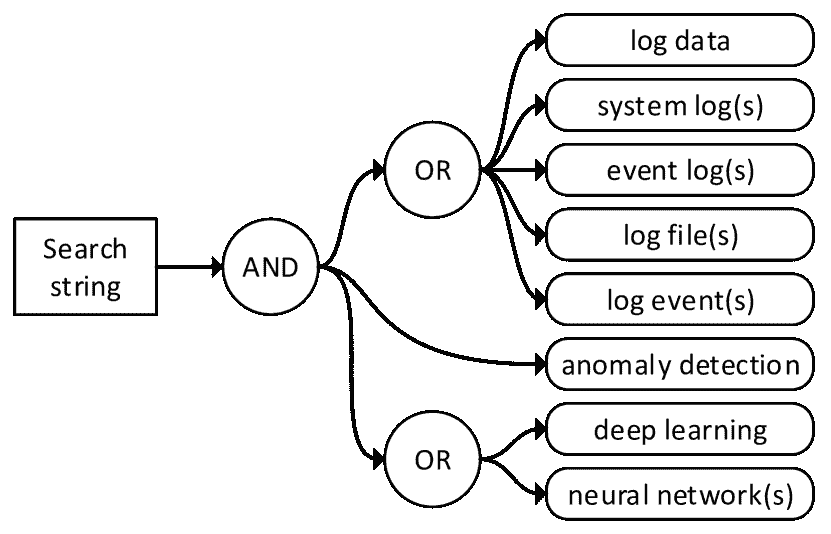 Search
string
AND
OR
log data
system log(s)
event log(s)
log file(s)
log event(s)
anomaly detection
OR
deep learning
neural network(s)